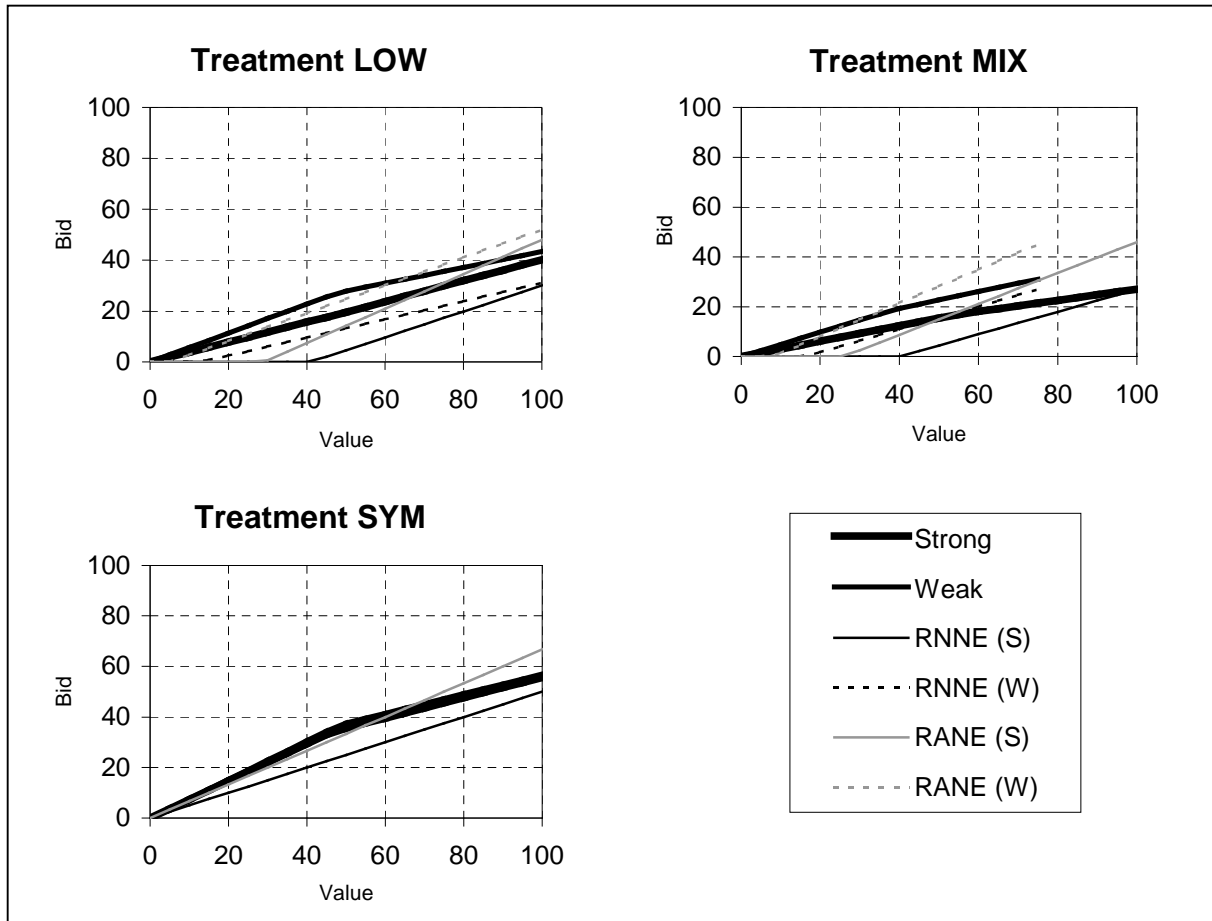 Treatment LOW
100
80
60
40
20
0
Bid
0 20 40 60 80 100
Value
Treatment MIX
100
80
60
40
20
0
Bid
0 20 40 60 80 100
Value
Treatment SYM
100
80
60
40
20
0
Bid
0 20 40 60 80 100
Value
Strong
Weak
RNNE (S)
RNNE (W)
RANE (S)
RANE (W)